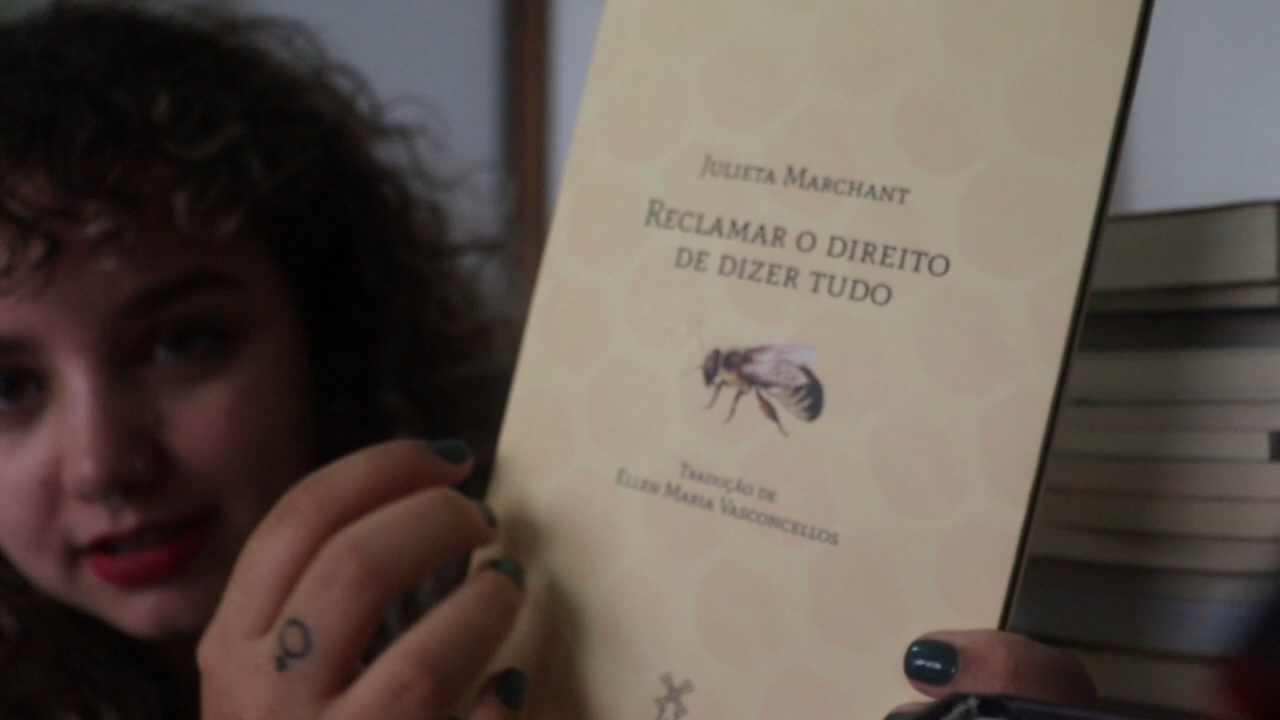 Julieta Marchant
Reclamar o direito
de dizer tudo
Tradução de
Ellen Maria Vasconcellos